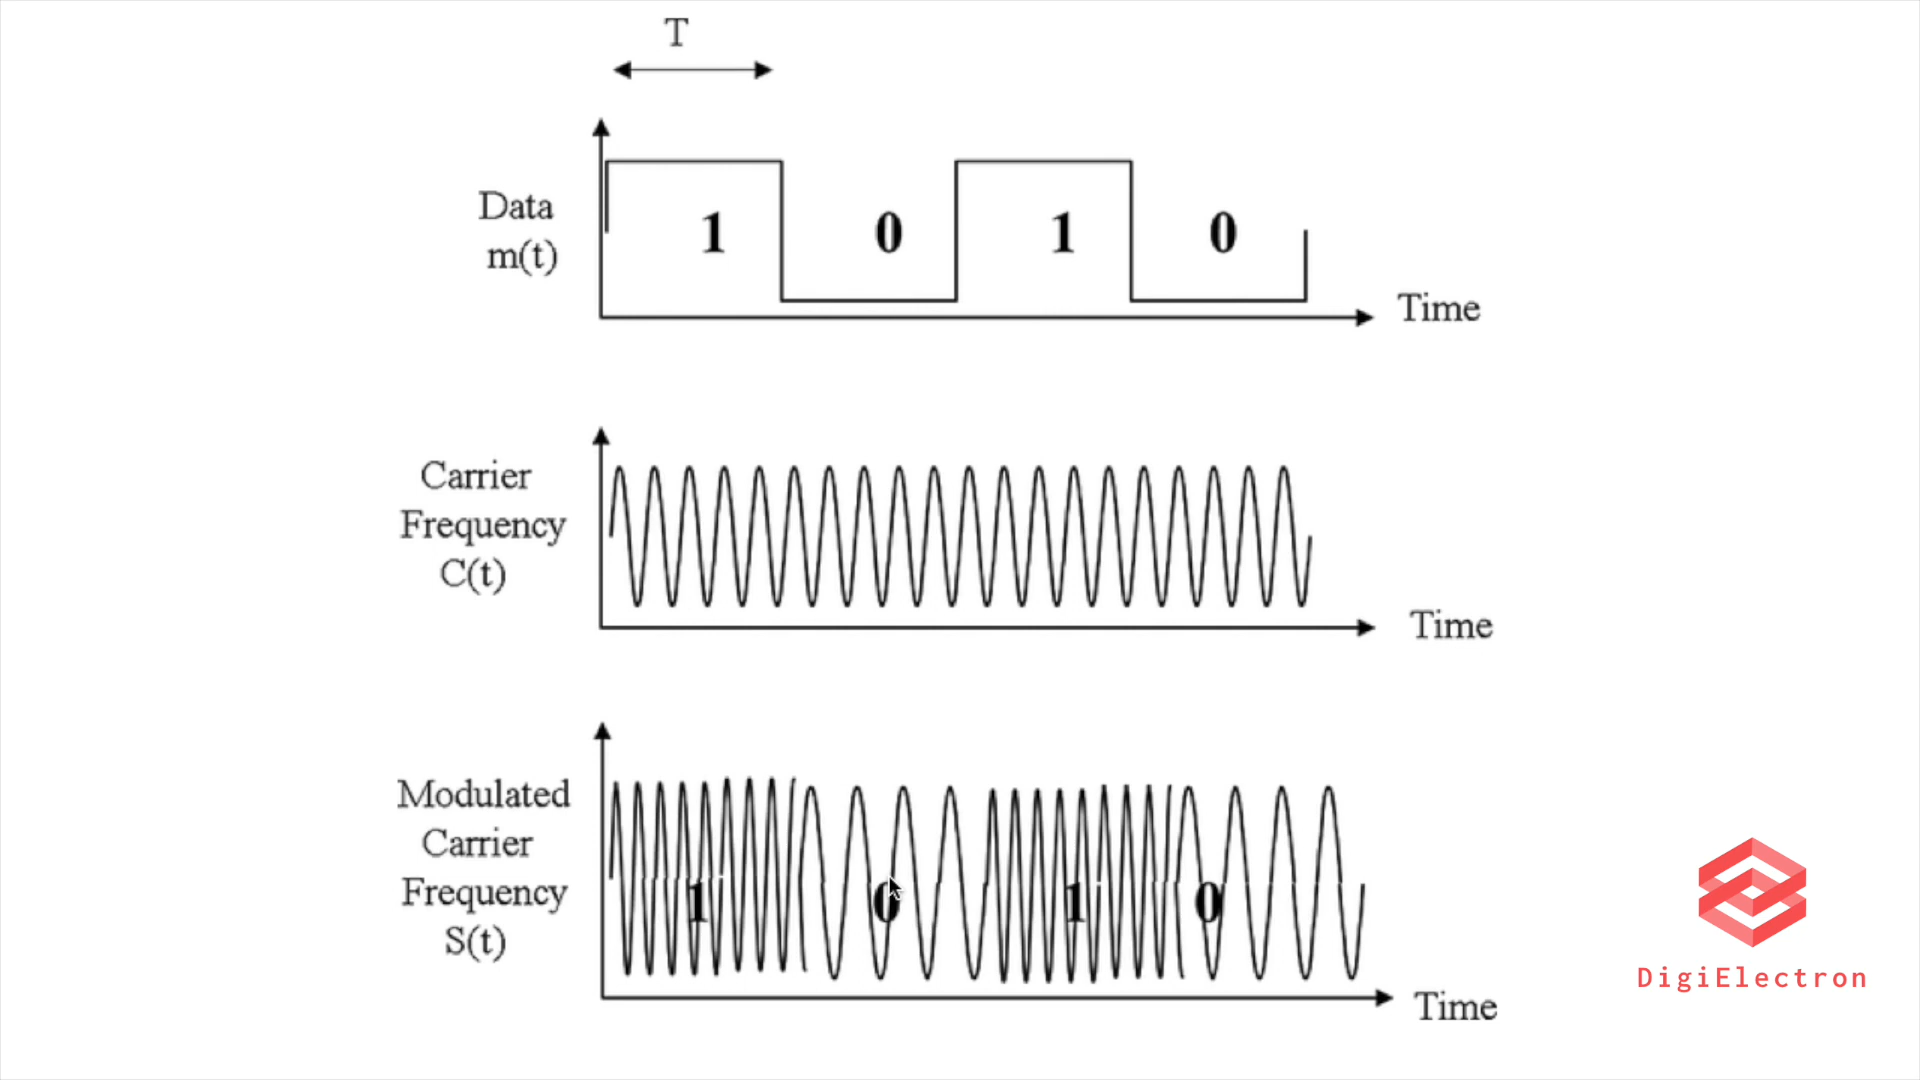 T
Data
m(t)
1 0 1 0
Time
Carrier
Frequency
C(t)
Time
Modulated
Carrier
Frequency
S(t)
1 0 1 0
Time
DigiElectron